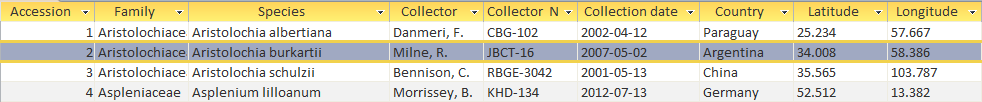 Accession Family Species Collector Collector N Collection date Country Latitude Longitude
1 Aristolochiace Aristolochia albertiana Danmeri, F. CBG-102 2002-04-12 Paraguay 25.234 57.667
2 Aristolochiace Aristolochia burkartii Milne, R. JBCT-16 2007-05-02 Argentina 34.008 58.386
3 Aristolochiace Aristolochia schulzii Bennison, C. RBGE-3042 2001-05-13 China 35.565 103.787
4 Aspleniaceae Asplenium lilloanum Morrissey, B. KHD-134 2012-07-13 Germany 52.512 13.382